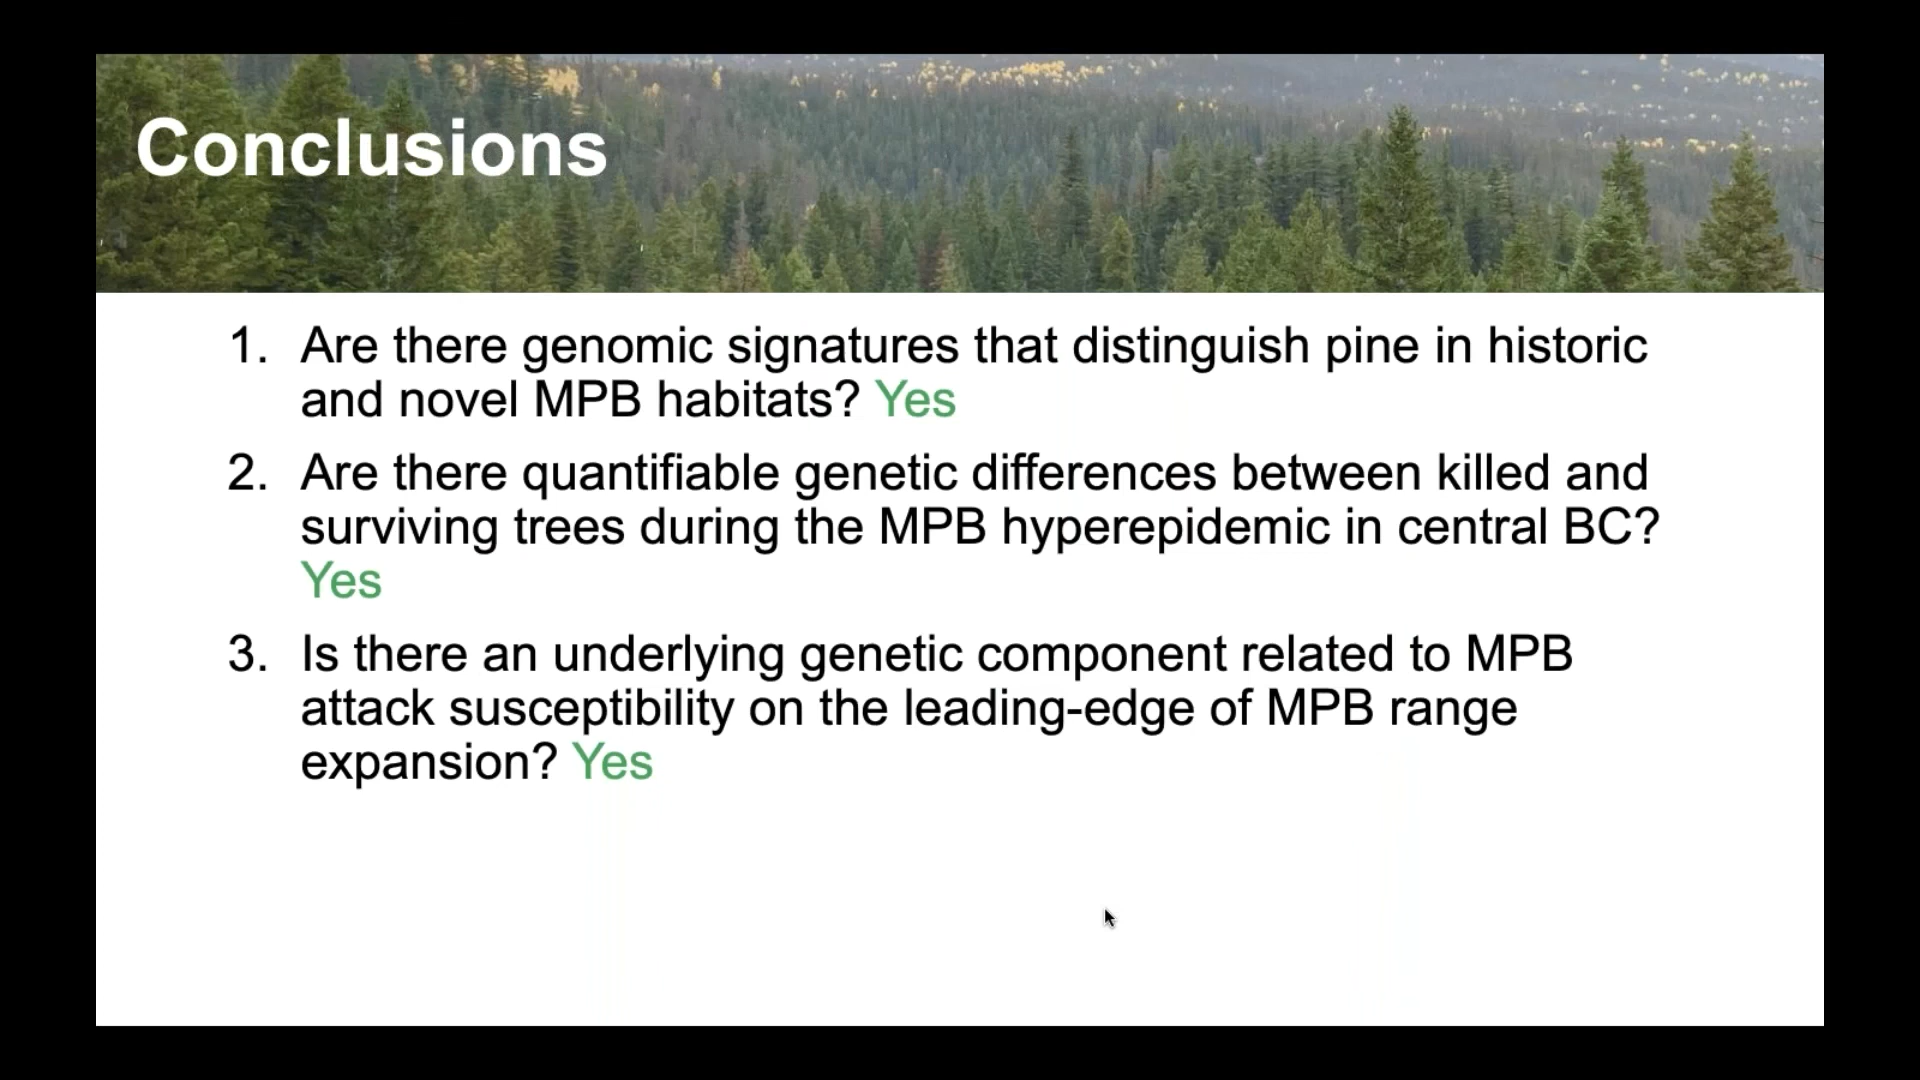 Conclusions
1. Are there genomic signatures that distinguish pine in historic
and novel MPB habitats? Yes
2. Are there quantifiable genetic differences between killed and
surviving trees during the MPB hyperepidemic in central BC?
Yes
3. Is there an underlying genetic component related to MPB
attack susceptibility on the leading-edge of MPB range
expansion? Yes